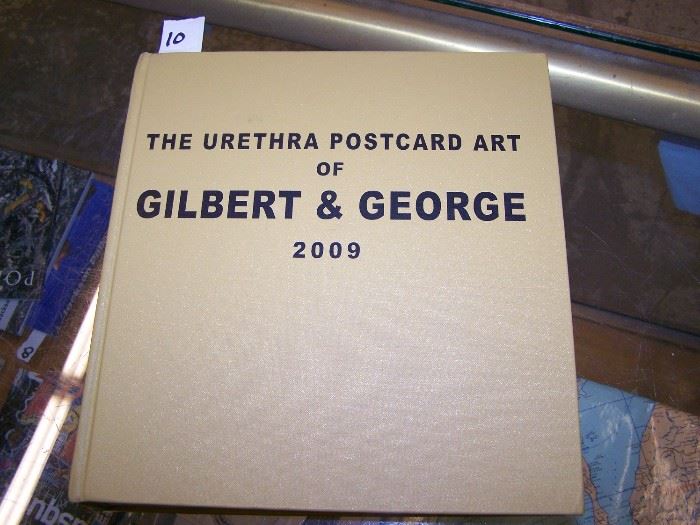 10
THE URETHRA POSTCARD ART
OF
GILBERT & GEORGE
2009
8